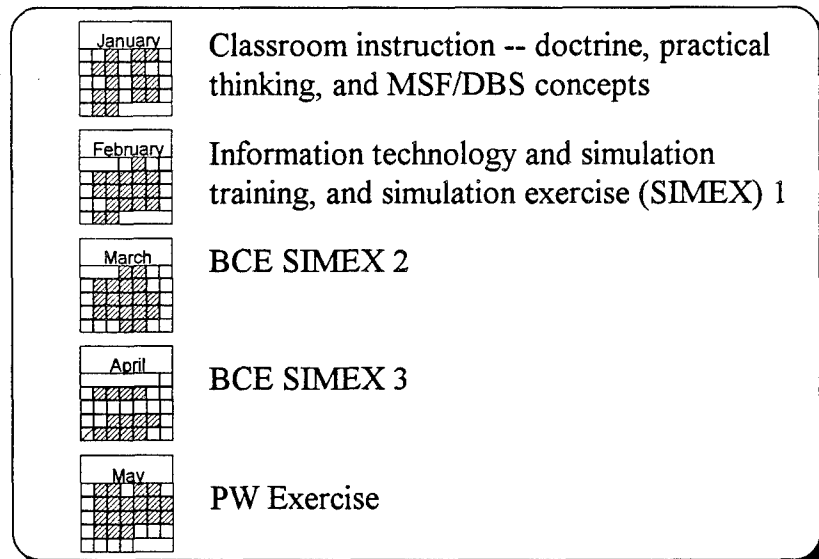 January
Classroom instruction -- doctrine, practical
thinking, and MSF/DBS concepts
February
Information technology and simulation
training, and simulation exercise (SIMEX) 1
March
BCE SIMEX 2
April
BCE SIMEX 3
May
PW Exercise